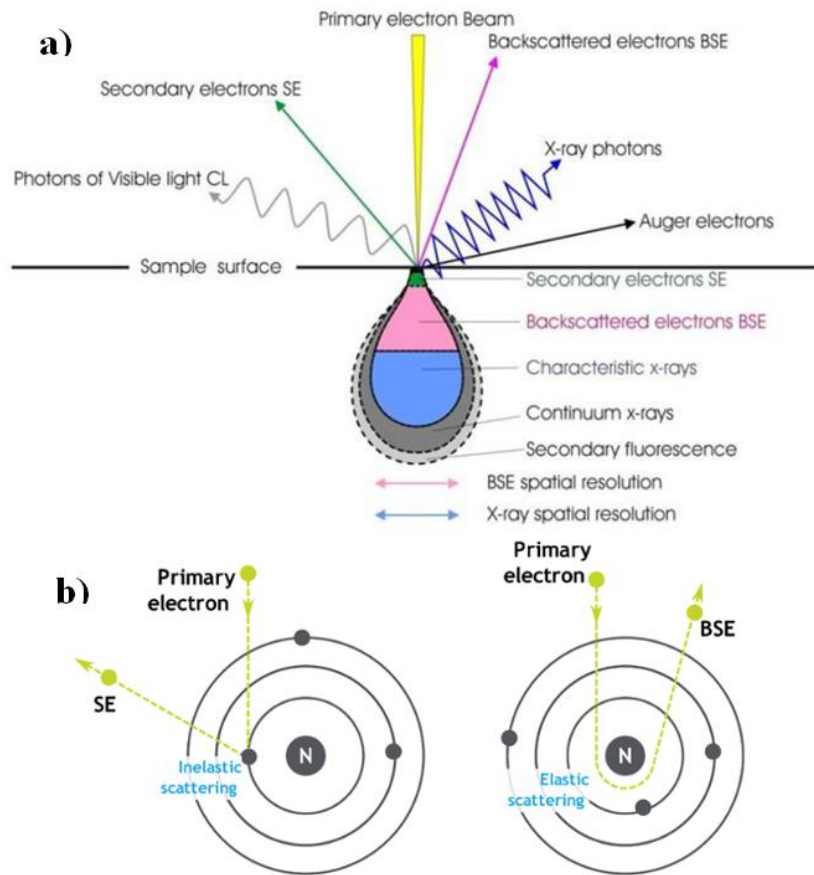 a)
Primary electron Beam
Backscattered electrons BSE
Secondary electrons SE
X-ray photons
Photons of Visible light CL
Auger electrons
Sample surface
Secondary electrons SE
Backscattered electrons BSE
Characteristic x-rays
Continuum x-rays
Secondary fluorescence
BSE spatial resolution
X-ray spatial resolution
b)
Primary
electron
SE
Inelastic
scattering
N
Primary
electron
BSE
Elastic
scattering
N